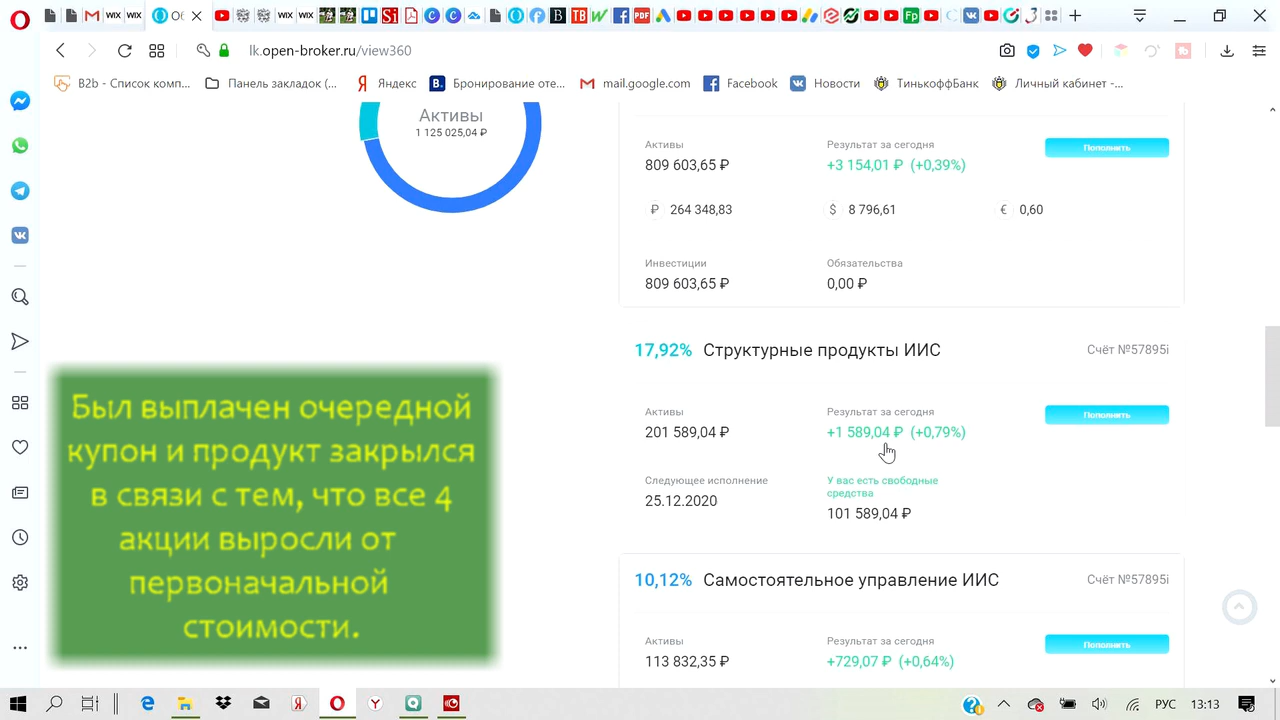 lk.open-broker.ru/view360
B2b - Список комп...
Панель закладок (...
Яндекс
Бронирование оте...
mail.google.com
Facebook
Новости
ТинькоффБанк
Личный кабинет -...
Активы
1 125 025,04 ₽
Активы
Результат за сегодня
Пополнить
809 603,65 ₽
+3 154,01 ₽ (+0,39%)
₽ 264 348,83
$ 8 796,61
€ 0,60
Инвестиции
Обязательства
809 603,65 ₽
0,00 ₽
17,92% Структурные продукты ИИС
Счёт №57895i
Активы
Результат за сегодня
Пополнить
201 589,04 ₽
+1 589,04 ₽ (+0,79%)
Следующее исполнение
У вас есть свободные
средства
25.12.2020
101 589,04 ₽
10,12% Самостоятельное управление ИИС
Счёт №57895i
Активы
Результат за сегодня
Пополнить
113 832,35 ₽
+729,07 ₽ (+0,64%)
Был выплачен очередной
купон и продукт закрылся
в связи с тем, что все 4
акции выросли от
первоначальной
стоимости.
РУС
13:13